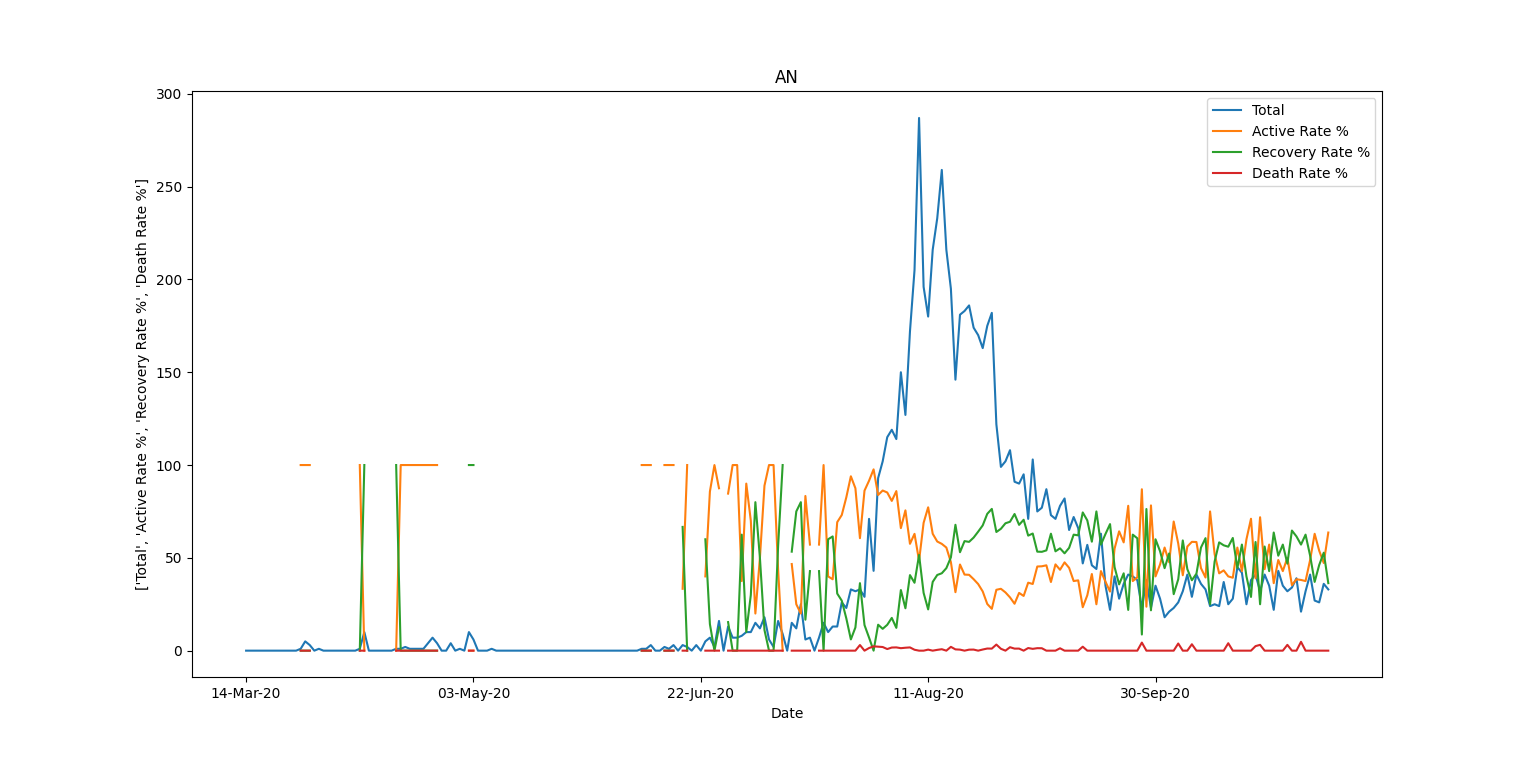 AN
300
250
200
150
100
50
0
['Total', 'Active Rate %', 'Recovery Rate %', 'Death Rate %']
Total
Active Rate %
Recovery Rate %
Death Rate %
14-Mar-20 03-May-20 22-Jun-20 11-Aug-20 30-Sep-20
Date